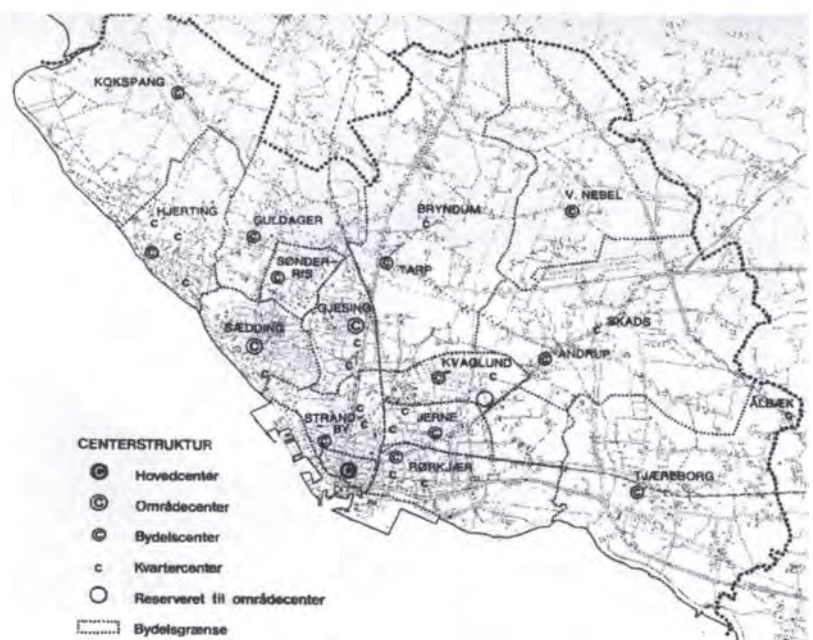 KOKSPANG
HJERTING
GULDAGER
BRYNDUM
V. NEBEL
SØNDER-
RIS
TARP
GJESING
SÆDDING
SKADS
KVAGLUND
ANDRUP
ÅLBÆK
STRAND-
BY
JERNE
RØRKJÆR
TJÆREBORG
CENTERSTRUKTUR
© Hovedcenter
© Områdecenter
© Bydelscenter
c Kvartercenter
Reserveret til områdecenter
Bydelsgrænse